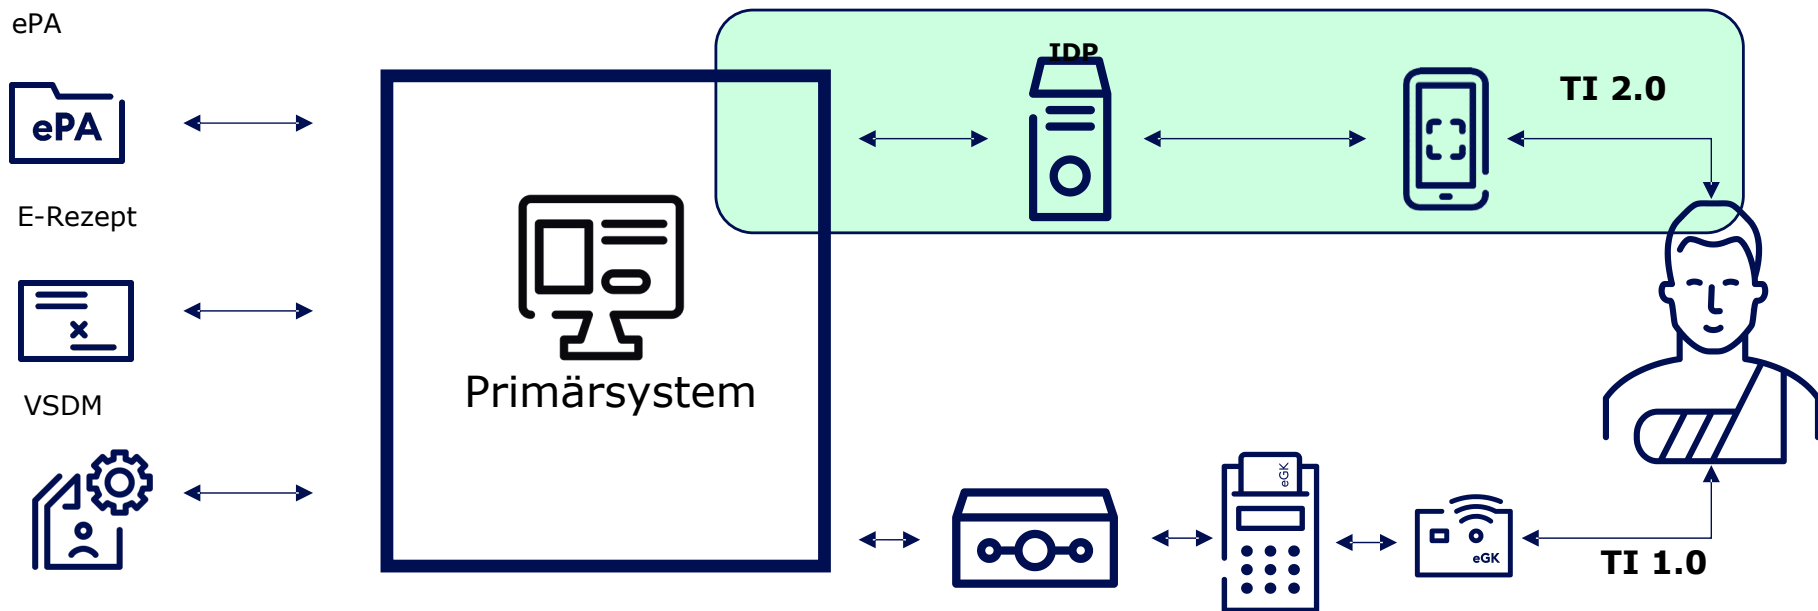 ePA
ePA
E-Rezept
VSDM
Primärsystem
IDP
TI 2.0
eGK
eGK
TI 1.0